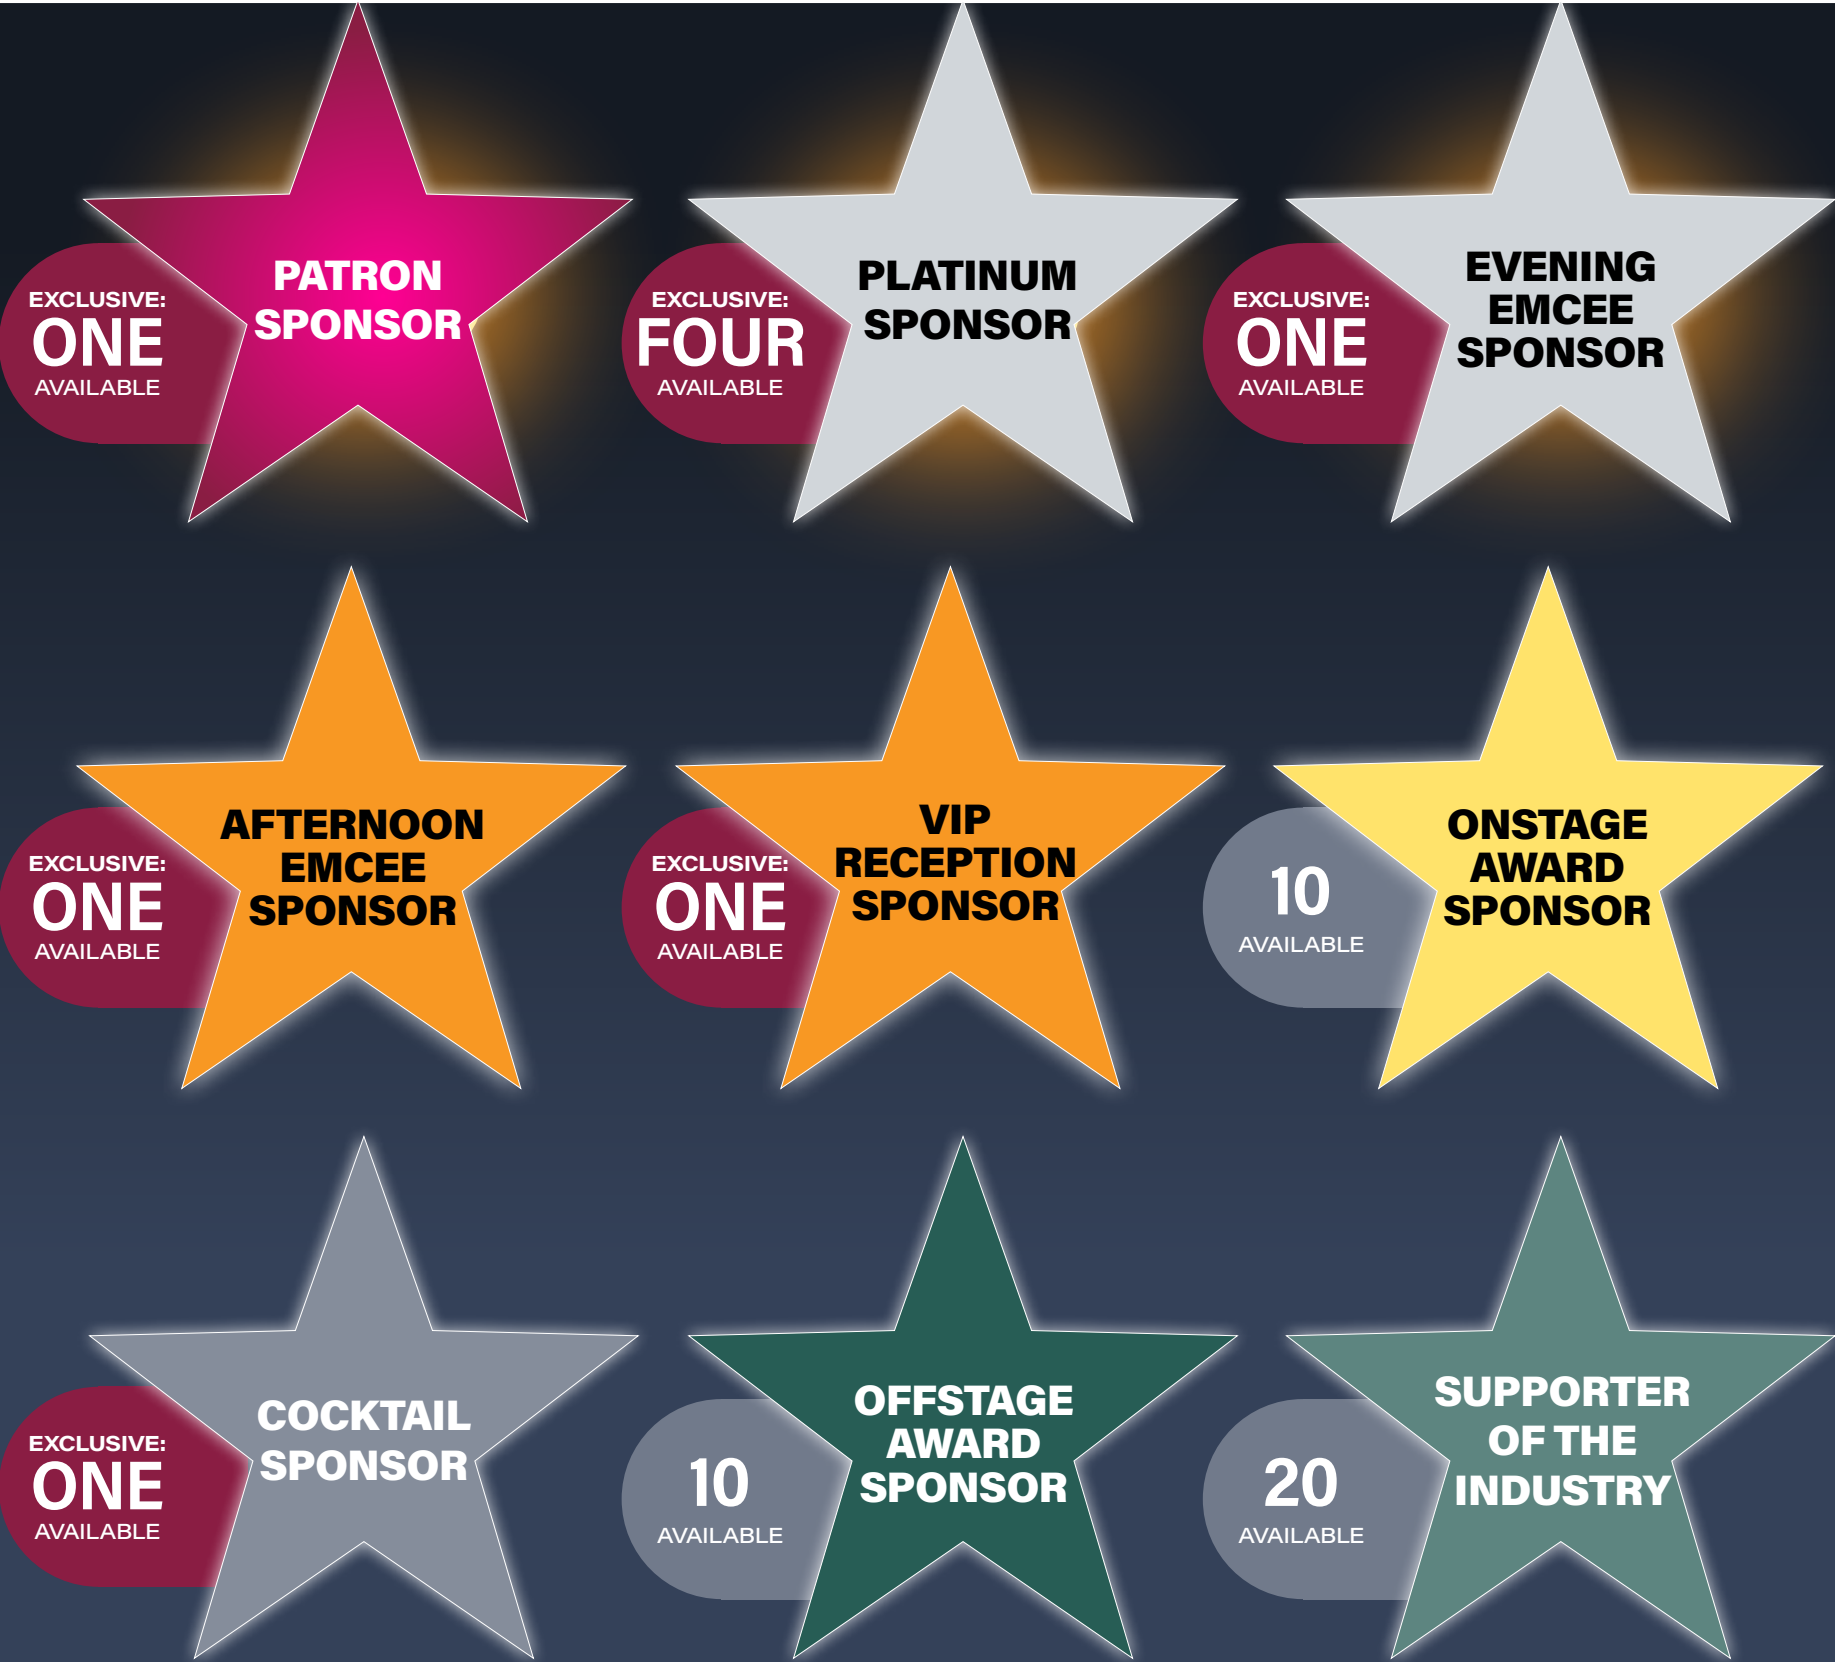 EXCLUSIVE:
ONE
AVAILABLE
PATRON
SPONSOR
EXCLUSIVE:
FOUR
AVAILABLE
PLATINUM
SPONSOR
EXCLUSIVE:
ONE
AVAILABLE
EVENING
EMCEE
SPONSOR
EXCLUSIVE:
ONE
AVAILABLE
AFTERNOON
EMCEE
SPONSOR
EXCLUSIVE:
ONE
AVAILABLE
VIP
RECEPTION
SPONSOR
10
AVAILABLE
ONSTAGE
AWARD
SPONSOR
EXCLUSIVE:
ONE
AVAILABLE
COCKTAIL
SPONSOR
10
AVAILABLE
OFFSTAGE
AWARD
SPONSOR
20
AVAILABLE
SUPPORTER
OF THE
INDUSTRY